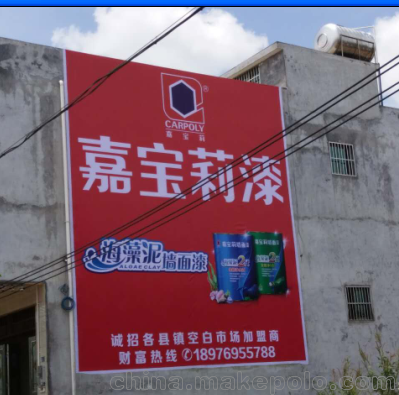 CARPOLY
嘉宝莉
嘉宝莉漆
海藻泥墙面漆
ALGAE CLAY
诚招各县镇空白市场加盟商
财富热线 18976955788
china.makepolo.com